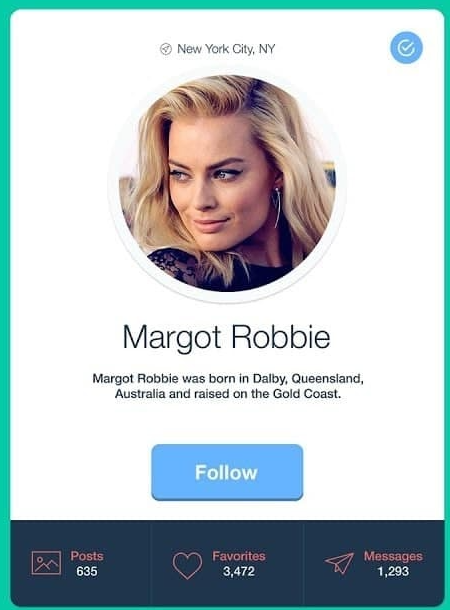 New York City, NY
Margot Robbie
Margot Robbie was born in Dalby, Queensland,
Australia and raised on the Gold Coast.
Follow
Posts
635
Favorites
3,472
Messages
1,293